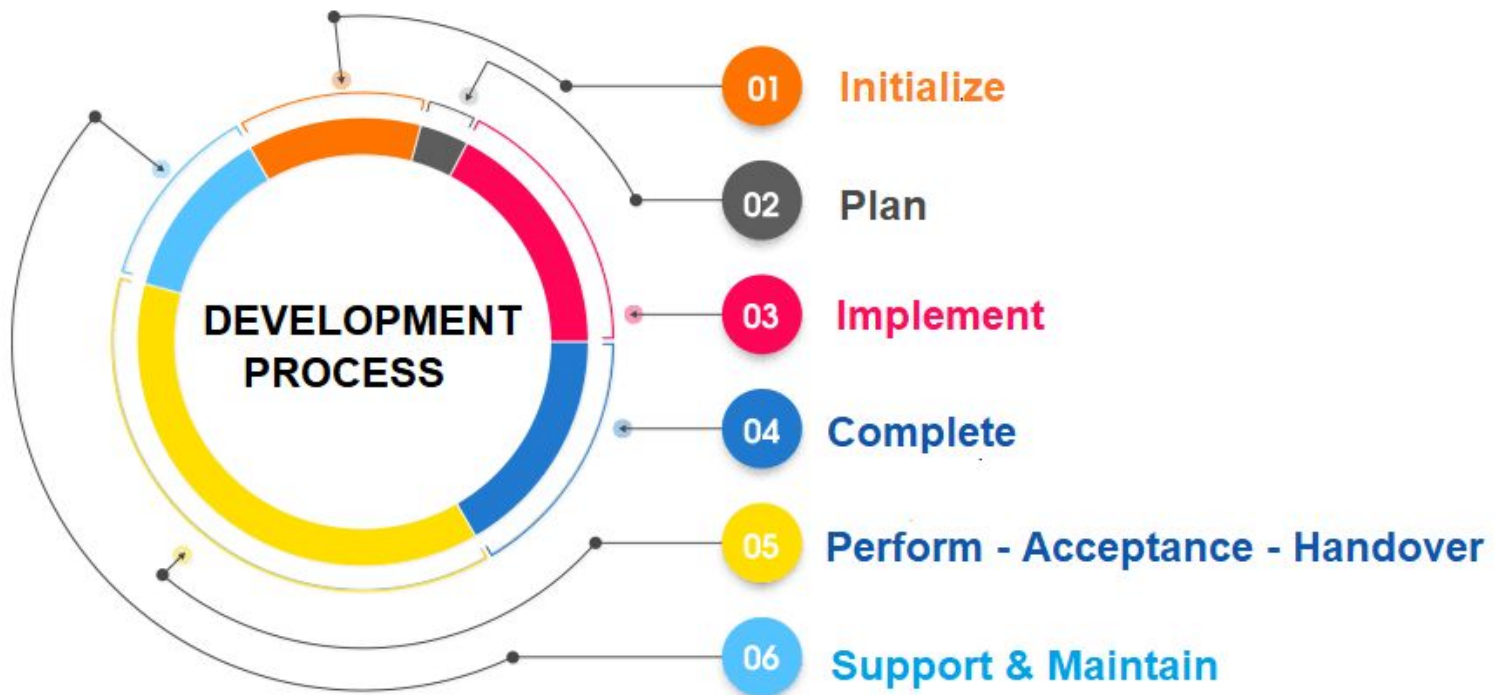 DEVELOPMENT
PROCESS
01 Initialize
02 Plan
03 Implement
04 Complete
05 Perform - Acceptance - Handover
06 Support & Maintain